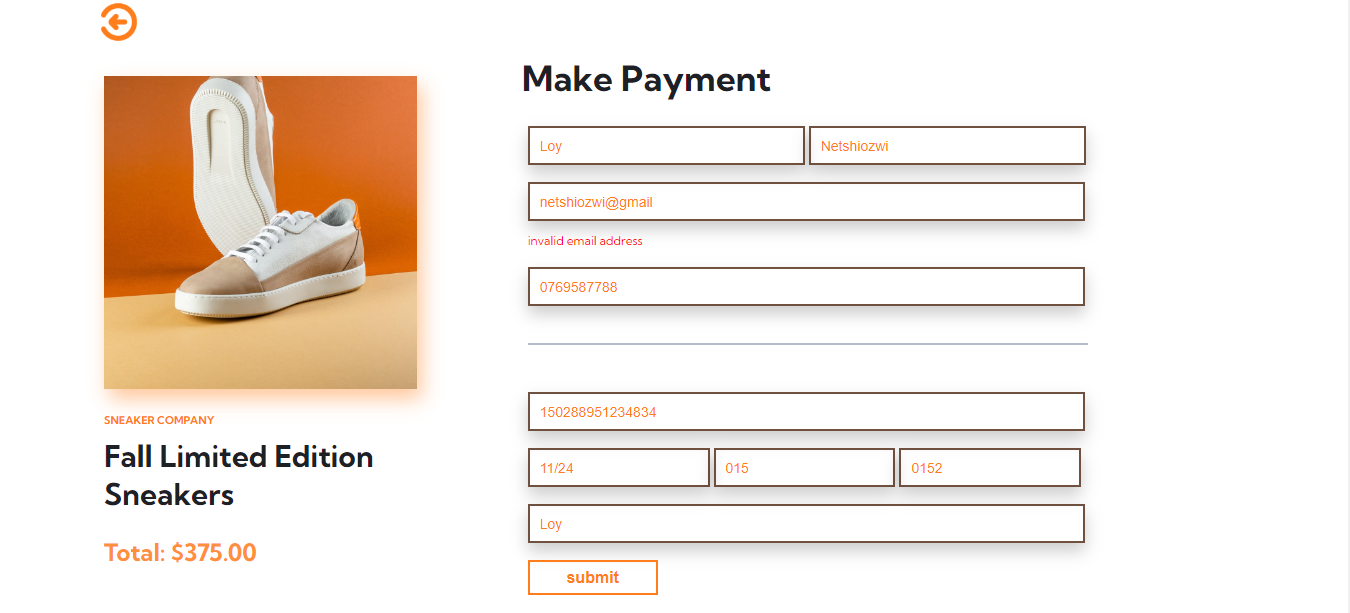 Make Payment
Loy
Netshiozwi
netshiozwi@gmail
invalid email address
0769587788
150288951234834
11/24
015
0152
Loy
submit
SNEAKER COMPANY
Fall Limited Edition
Sneakers
Total: $375.00